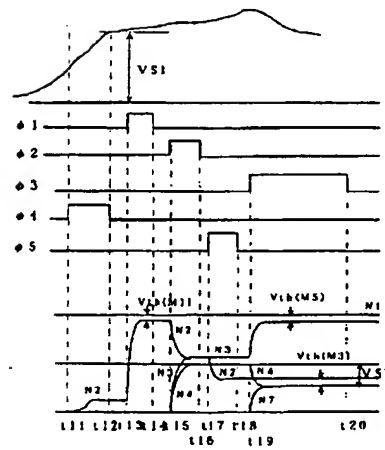 VS1
φ1
φ2
φ3
φ4
φ5
Vth(M1)
Vth(M5)
N1
N2
N3
Vth(M3)
N3
N2
N4
VS
N2
N4
N7
t11 t12 t13 t14 t15 t17 t18 t20
t16 t19